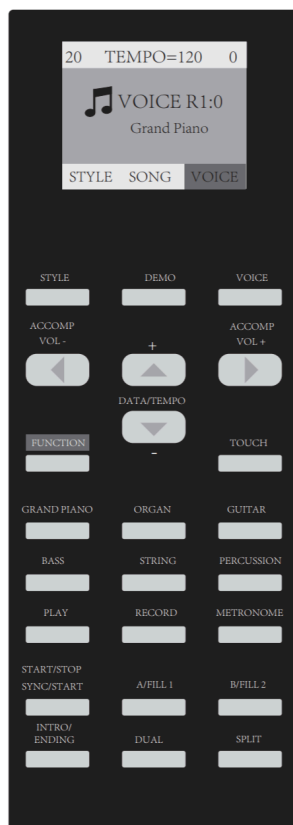 20 TEMPO=120 0
VOICE R1:0
Grand Piano
STYLE SONG VOICE
STYLE DEMO VOICE
ACCOMP VOL - + ACCOMP VOL +
DATA/TEMPO
FUNCTION - TOUCH
GRAND PIANO ORGAN GUITAR
BASS STRING PERCUSSION
PLAY RECORD METRONOME
START/STOP
SYNC/START A/FILL 1 B/FILL 2
INTRO/
ENDING DUAL SPLIT